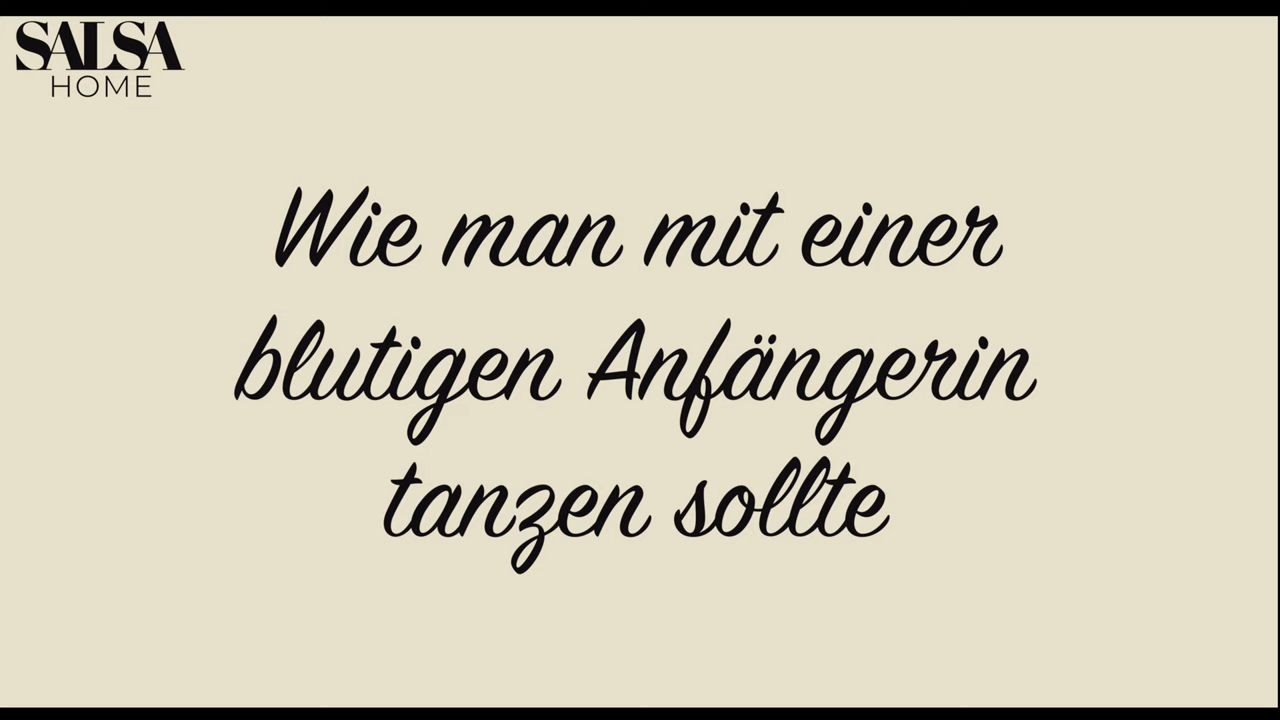 SALSA
HOME
Wie man mit einer
blutigen Anfängerin
tanzen sollte